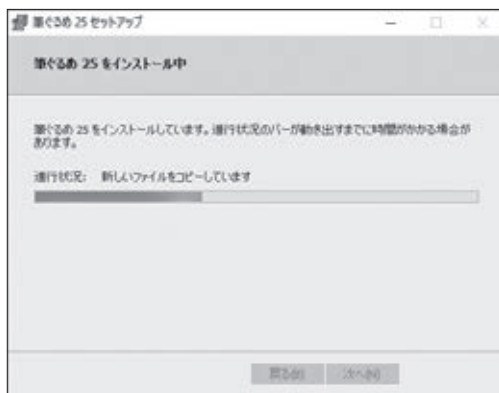 筆ぐるめ 25 セットアップ
筆ぐるめ 25 をインストール中
筆ぐるめ 25 をインストールしています。進行状況のバーが動き出すまでに時間がかかる場合が
あります。
進行状況: 新しいファイルをコピーしています
戻る(B) 次へ(N)